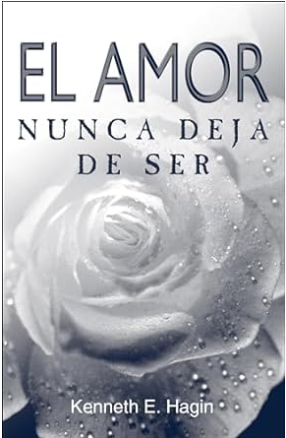 EL AMOR
NUNCA DEJA
DE SER
Kenneth E. Hagin